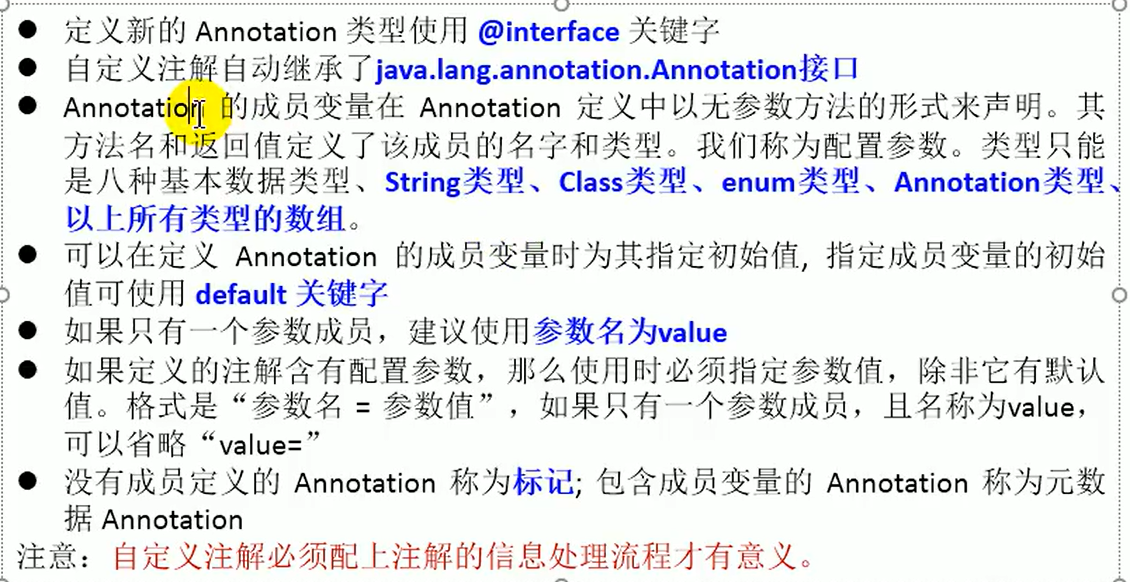 ● 定义新的 Annotation 类型使用 @interface 关键字
● 自定义注解自动继承了java.lang.annotation.Annotation接口
● Annotation 的成员变量在 Annotation 定义中以无参数方法的形式来声明。其
方法名和返回值定义了该成员的名字和类型。我们称为配置参数。类型只能
是八种基本数据类型、String类型、Class类型、enum类型、Annotation类型、
以上所有类型的数组。
● 可以在定义 Annotation 的成员变量时为其指定初始值, 指定成员变量的初始
值可使用 default 关键字
● 如果只有一个参数成员，建议使用参数名为value
● 如果定义的注解含有配置参数，那么使用时必须指定参数值，除非它有默认
值。格式是“参数名 = 参数值”，如果只有一个参数成员，且名称为value，
可以省略“value=”
● 没有成员定义的 Annotation 称为标记; 包含成员变量的 Annotation 称为元数
据 Annotation
注意：自定义注解必须配上注解的信息处理流程才有意义。